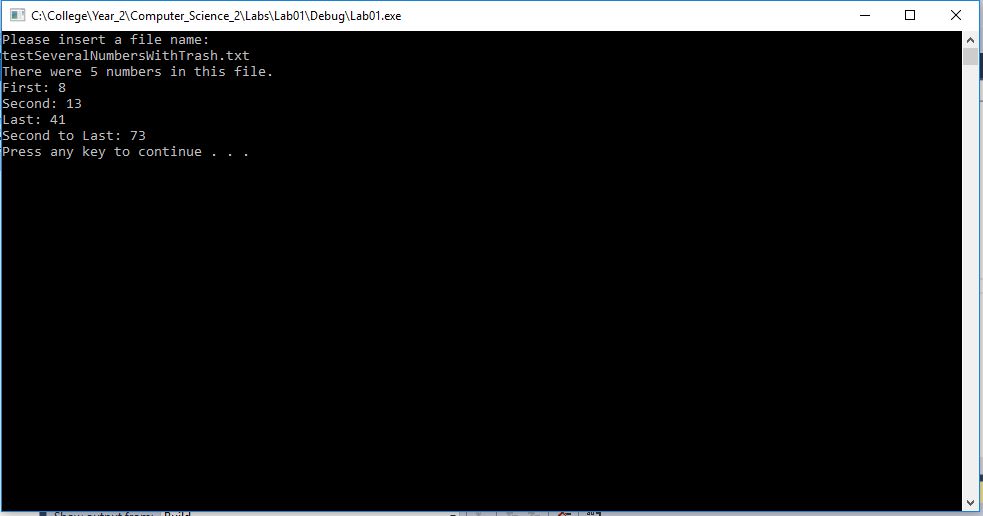 C:\College\Year_2\Computer_Science_2\Labs\Lab01\Debug\Lab01.exe
Please insert a file name:
testSeveralNumbersWithTrash.txt
There were 5 numbers in this file.
First: 8
Second: 13
Last: 41
Second to Last: 73
Press any key to continue . . .
Show output from: Build